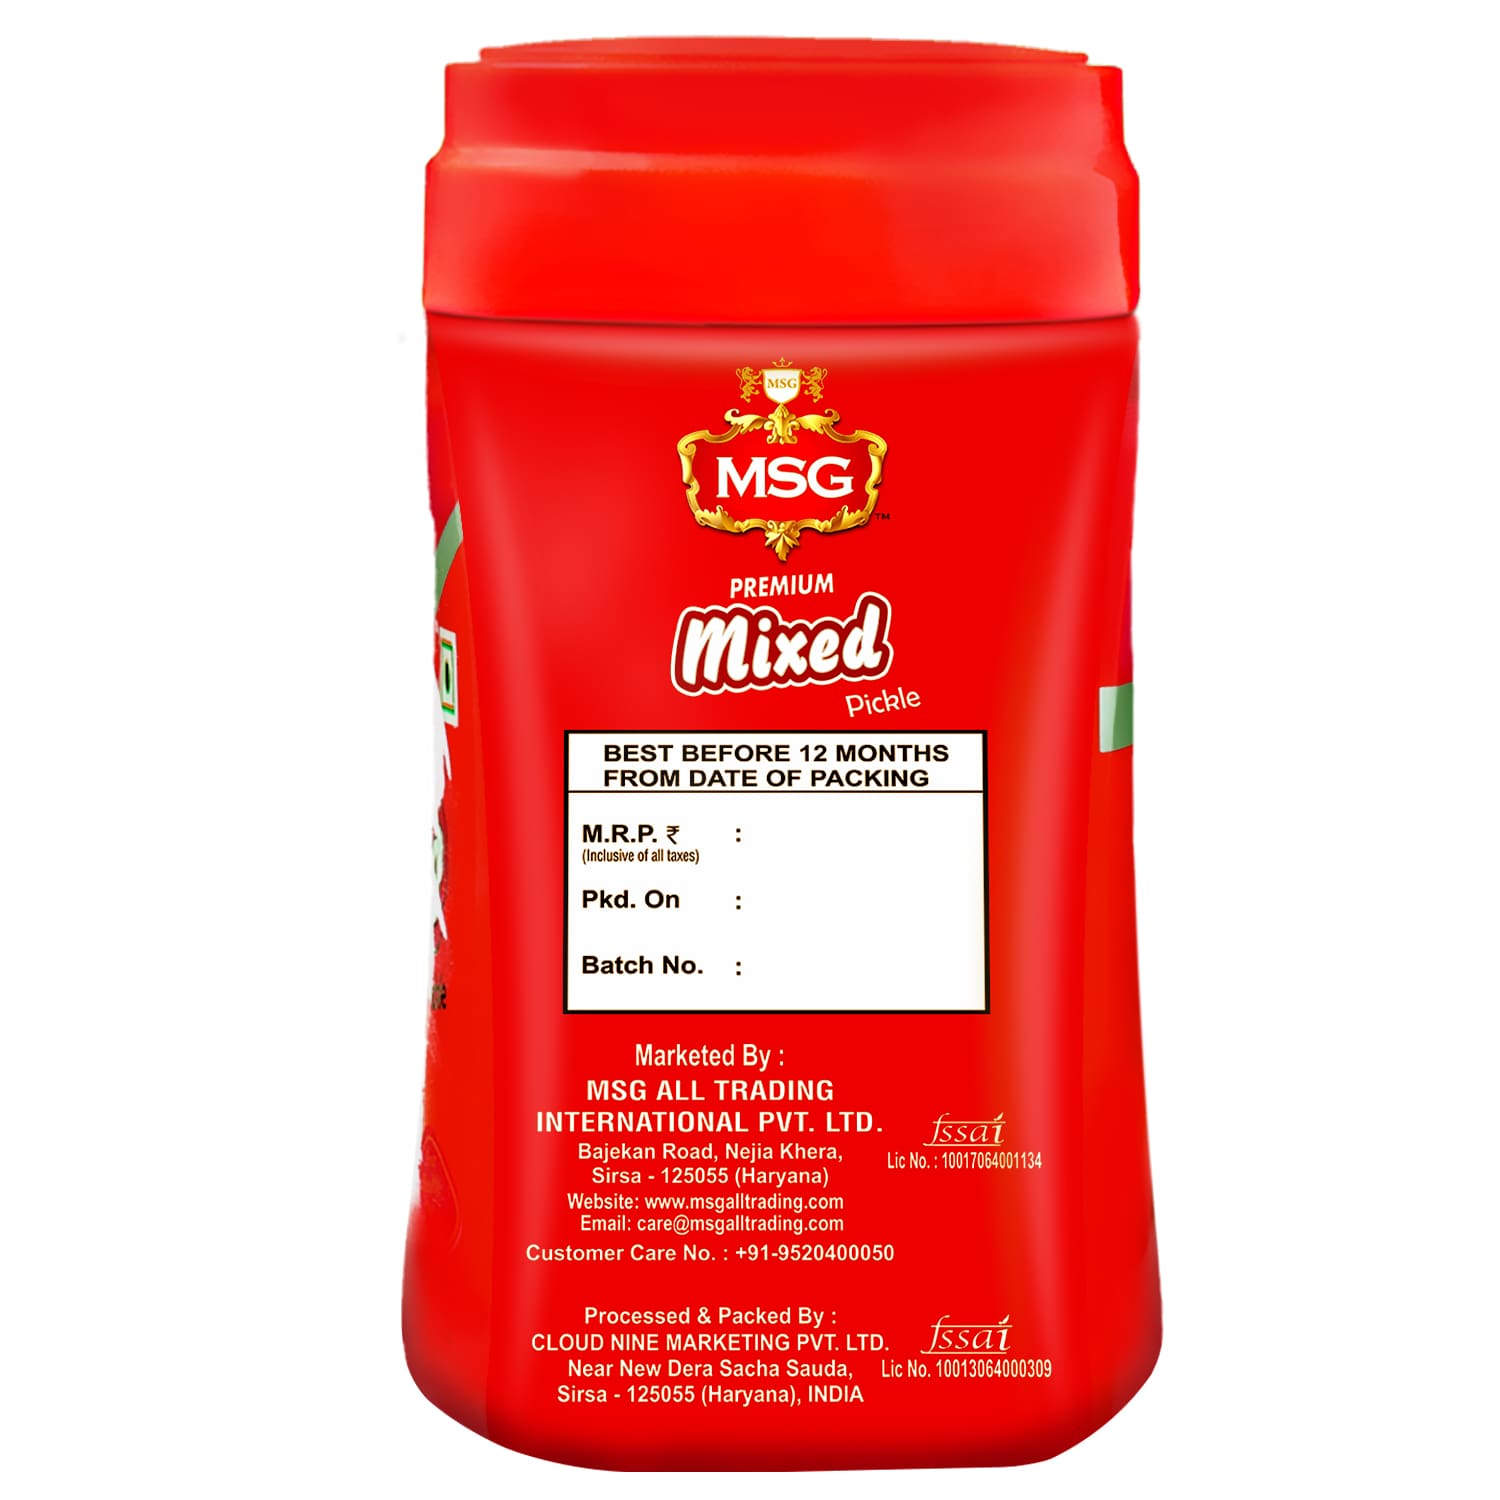 MSG
MSG
™
PREMIUM
Mixed
Pickle
BEST BEFORE 12 MONTHS
FROM DATE OF PACKING
M.R.P. ₹ :
(Inclusive of all taxes)
Pkd. On :
Batch No. :
Marketed By :
MSG ALL TRADING
INTERNATIONAL PVT. LTD.
Bajekan Road, Nejia Khera,
Sirsa - 125055 (Haryana)
Website: www.msgalltrading.com
Email: care@msgalltrading.com
Customer Care No. : +91-9520400050
fssai
Lic No. : 10017064001134
Processed & Packed By :
CLOUD NINE MARKETING PVT. LTD.
Near New Dera Sacha Sauda,
Sirsa - 125055 (Haryana), INDIA
fssai
Lic No. 10013064000309